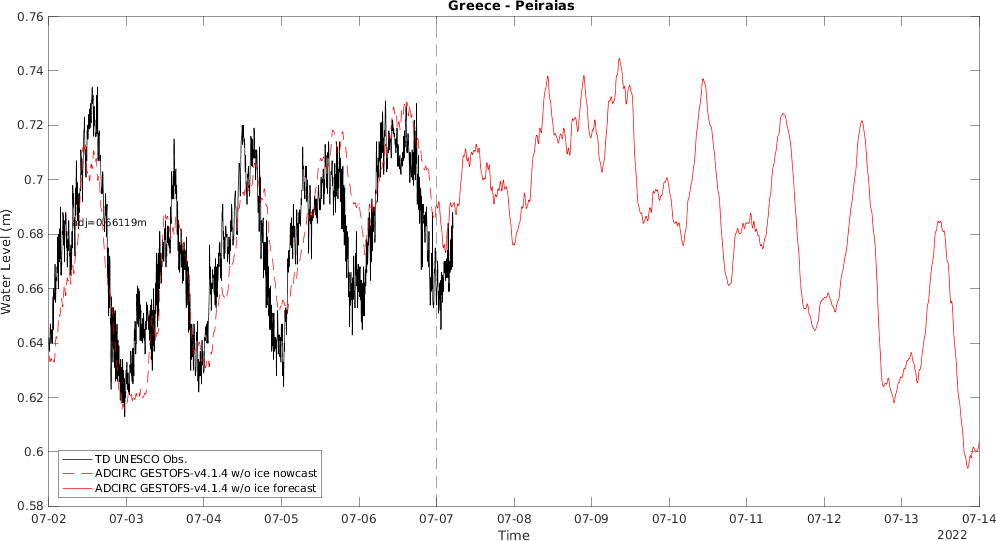 Greece - Peiraias
0.76
0.74
0.72
0.7
0.68
0.66
0.64
0.62
0.6
0.58
Water Level (m)
adj=0.66119m
TD UNESCO Obs.
ADCIRC GESTOFS-v4.1.4 w/o ice nowcast
ADCIRC GESTOFS-v4.1.4 w/o ice forecast
07-02 07-03 07-04 07-05 07-06 07-07 07-08 07-09 07-10 07-11 07-12 07-13 07-14
Time
2022